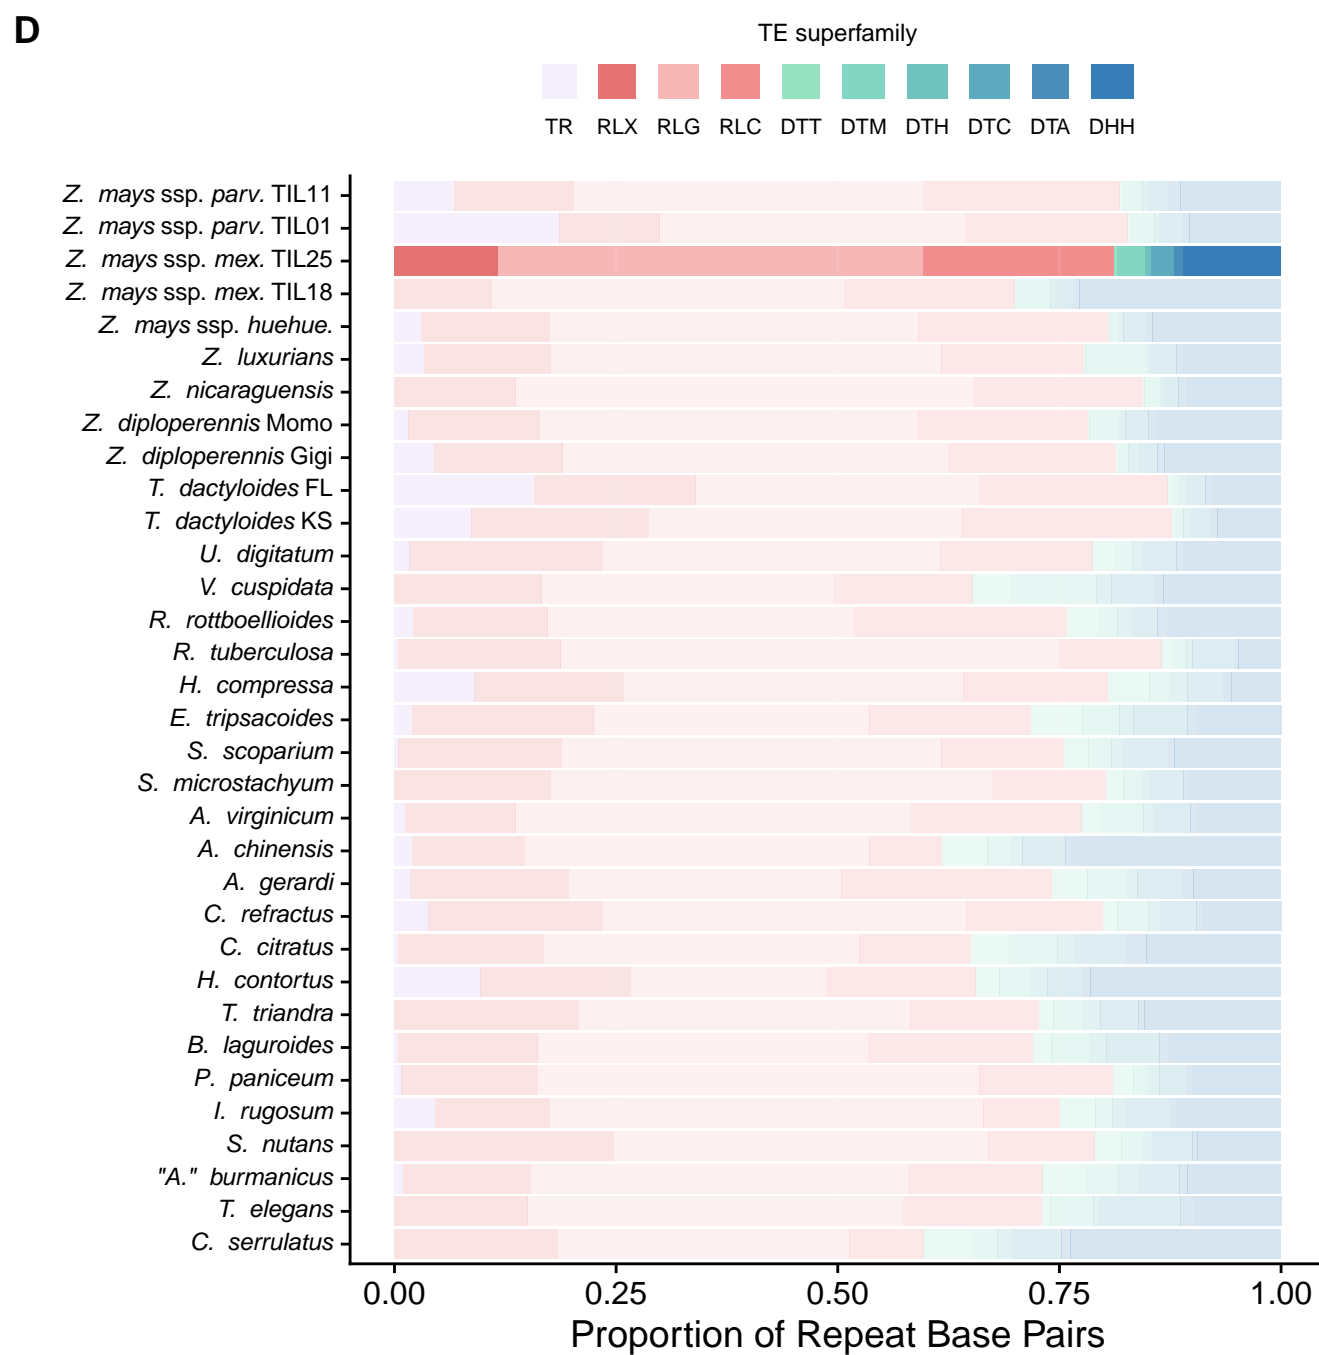 D
TE superfamily
TR RLX RLG RLC DTT DTM DTH DTC DTA DHH
Z. mays ssp. parv. TIL11
Z. mays ssp. parv. TIL01
Z. mays ssp. mex. TIL25
Z. mays ssp. mex. TIL18
Z. mays ssp. huehue.
Z. luxurians
Z. nicaraguensis
Z. diploperennis Momo
Z. diploperennis Gigi
T. dactyloides FL
T. dactyloides KS
U. digitatum
V. cuspidata
R. rottboellioides
R. tuberculosa
H. compressa
E. tripsacoides
S. scoparium
S. microstachyum
A. virginicum
A. chinensis
A. gerardi
C. refractus
C. citratus
H. contortus
T. triandra
B. laguroides
P. paniceum
I. rugosum
S. nutans
"A." burmanicus
T. elegans
C. serrulatus
0.00 0.25 0.50 0.75 1.00
Proportion of Repeat Base Pairs